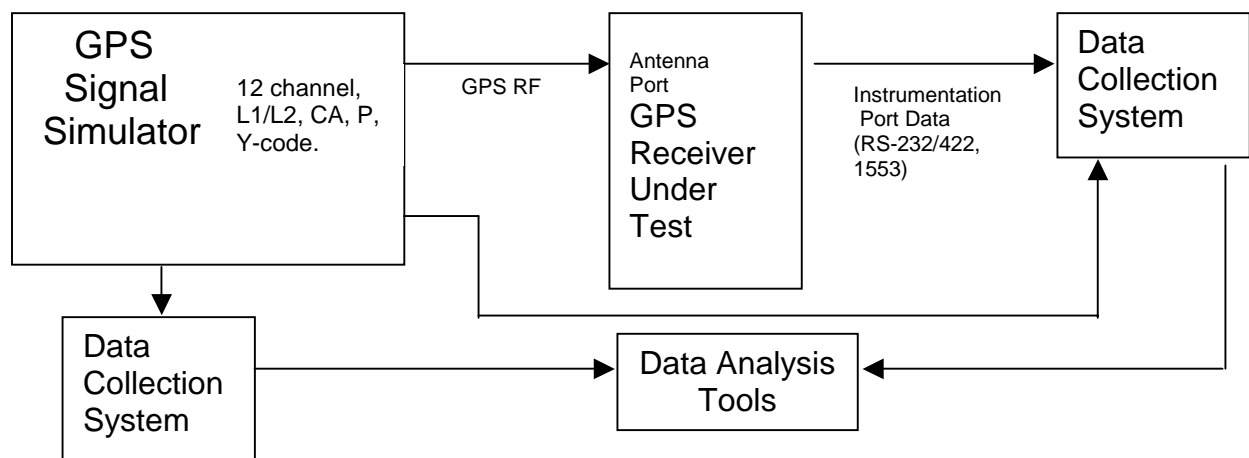 GPS
Signal
Simulator
12 channel,
L1/L2, CA, P,
Y-code.
GPS RF
Antenna
Port
GPS
Receiver
Under
Test
Instrumentation
Port Data
(RS-232/422,
1553)
Data
Collection
System
Data
Collection
System
Data Analysis
Tools